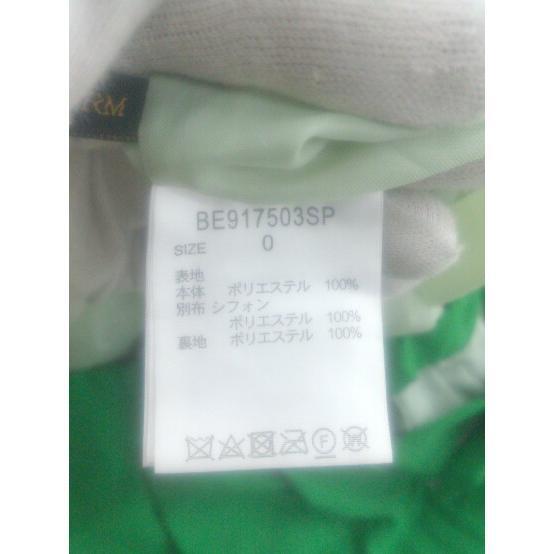 RM
BE917503SP
SIZE 0
表地
本体 ポリエステル 100%
別布 シフォン
ポリエステル 100%
裏地 ポリエステル 100%
F
W